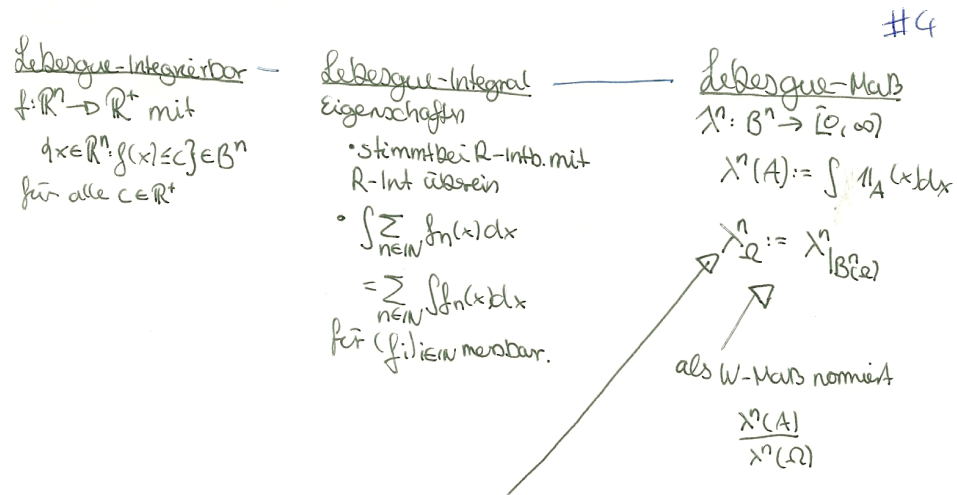 #4
Lebesgue-Integrierbar
f: ℝⁿ → ℝ⁺ mit
{x∈ℝⁿ: f(x) ≤ c} ∈ Bⁿ
für alle c∈ℝ⁺
Lebesgue-Integral
Eigenschaften
• stimmt bei R-Intb. mit
R-Int überein
• ∫ ∑_{n∈ℕ} fₙ(x) dx
= ∑_{n∈ℕ} ∫ fₙ(x) dx
für (fᵢ)_{i∈ℕ} messbar.
Lebesgue-Maß
λⁿ: Bⁿ → [0, ∞)
λⁿ(A) := ∫ 𝟙_A (x) dx
λⁿ_Ω := λⁿ|_{Bⁿ(Ω)}
als W-Maß normiert
λⁿ(A)
λⁿ(Ω)